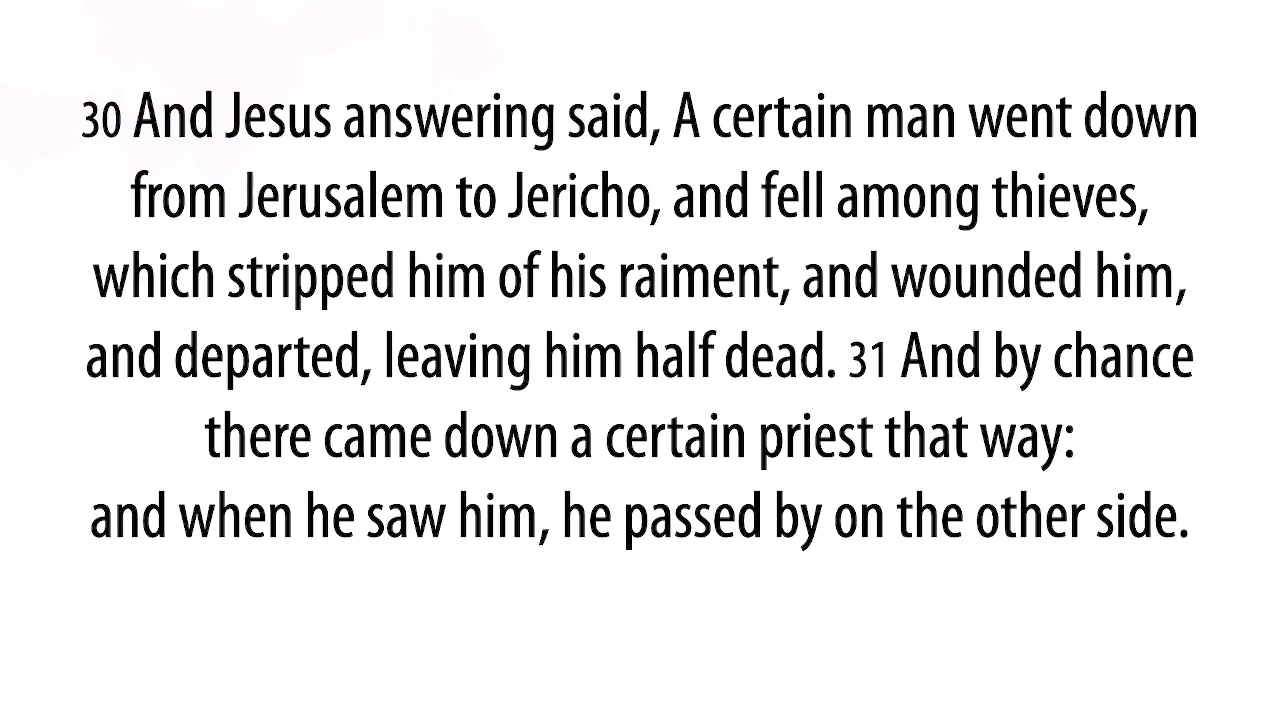 30 And Jesus answering said, A certain man went down
from Jerusalem to Jericho, and fell among thieves,
which stripped him of his raiment, and wounded him,
and departed, leaving him half dead. 31 And by chance
there came down a certain priest that way:
and when he saw him, he passed by on the other side.